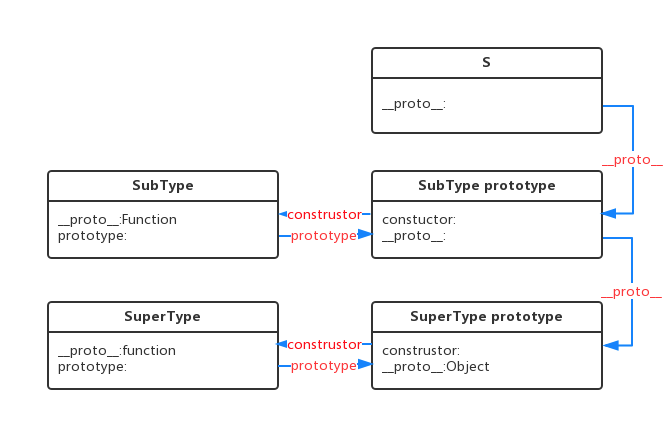 S
__proto__:
__proto__
SubType
SubType prototype
__proto__:Function
prototype:
construstor
prototype
constuctor:
__proto__:
__proto__
SuperType
SuperType prototype
__proto__:function
prototype:
construstor
prototype
construstor:
__proto__:Object